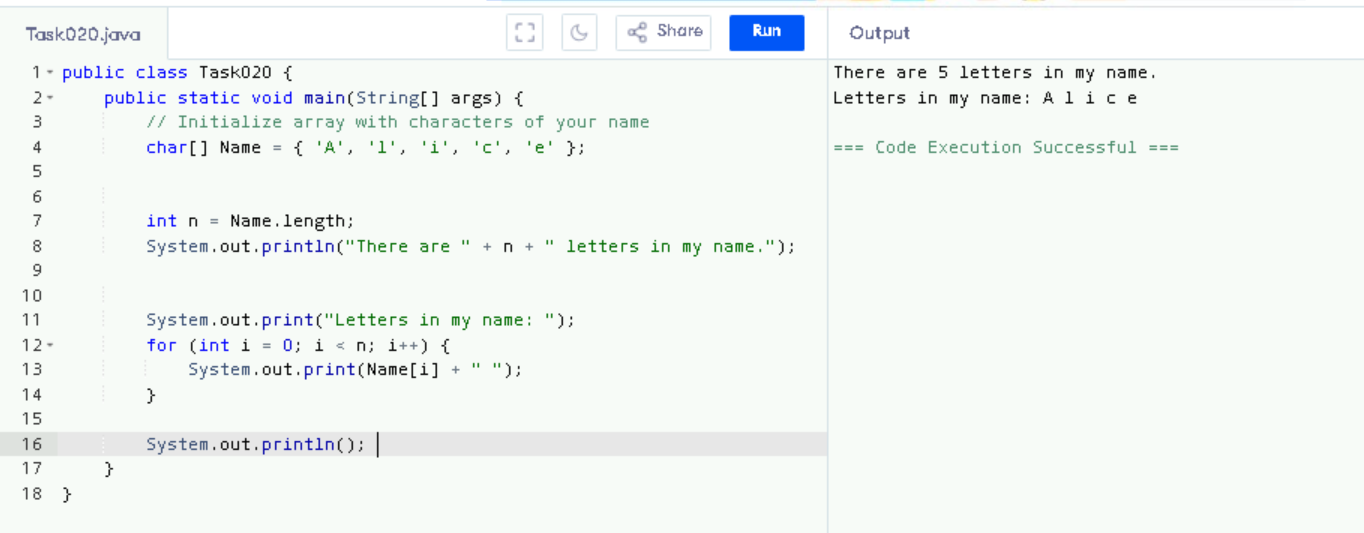 Task020.java
Share
Run
Output
1 public class Task020 {
2 public static void main(String[] args) {
3 // Initialize array with characters of your name
4 char[] Name = { 'A', 'l', 'i', 'c', 'e' };
5
6
7 int n = Name.length;
8 System.out.println("There are " + n + " letters in my name.");
9
10
11 System.out.print("Letters in my name: ");
12 for (int i = 0; i < n; i++) {
13 System.out.print(Name[i] + " ");
14 }
15
16 System.out.println();
17 }
18 }
There are 5 letters in my name.
Letters in my name: A l i c e
=== Code Execution Successful ===